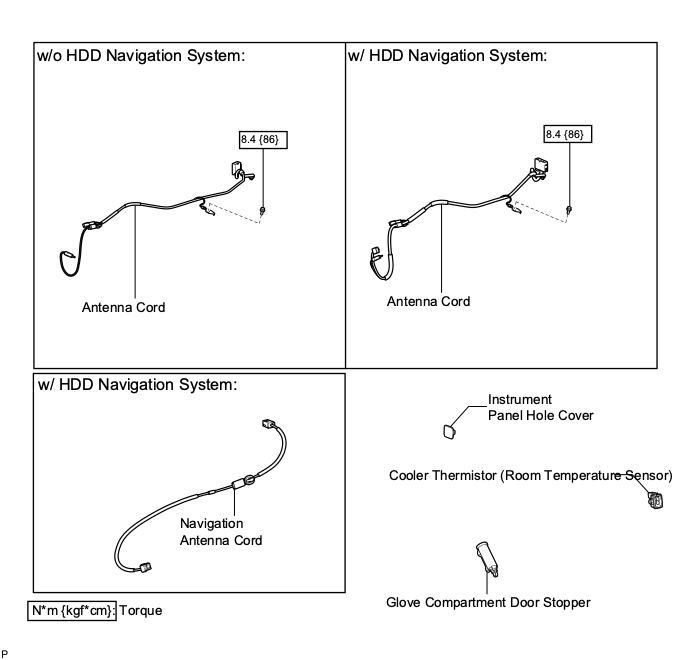 w/o HDD Navigation System:
w/ HDD Navigation System:
8.4 {86}
8.4 {86}
Antenna Cord
Antenna Cord
w/ HDD Navigation System:
Instrument
Panel Hole Cover
Cooler Thermistor (Room Temperature Sensor)
Navigation
Antenna Cord
Glove Compartment Door Stopper
N*m {kgf*cm}: Torque
P